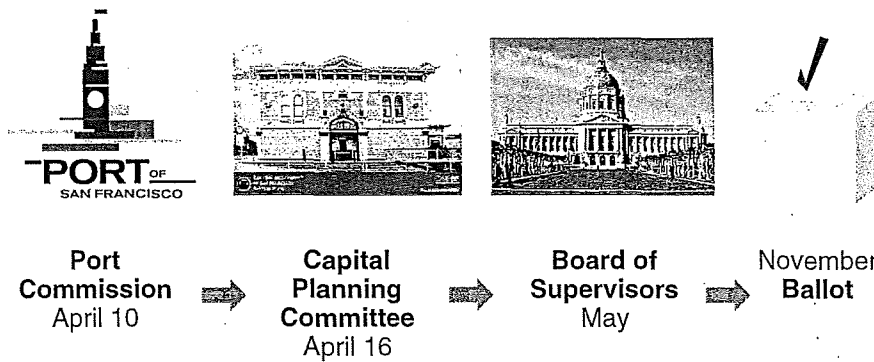 PORT OF
SAN FRANCISCO
Port
Commission
April 10
Capital
Planning
Committee
April 16
Board of
Supervisors
May
November
Ballot